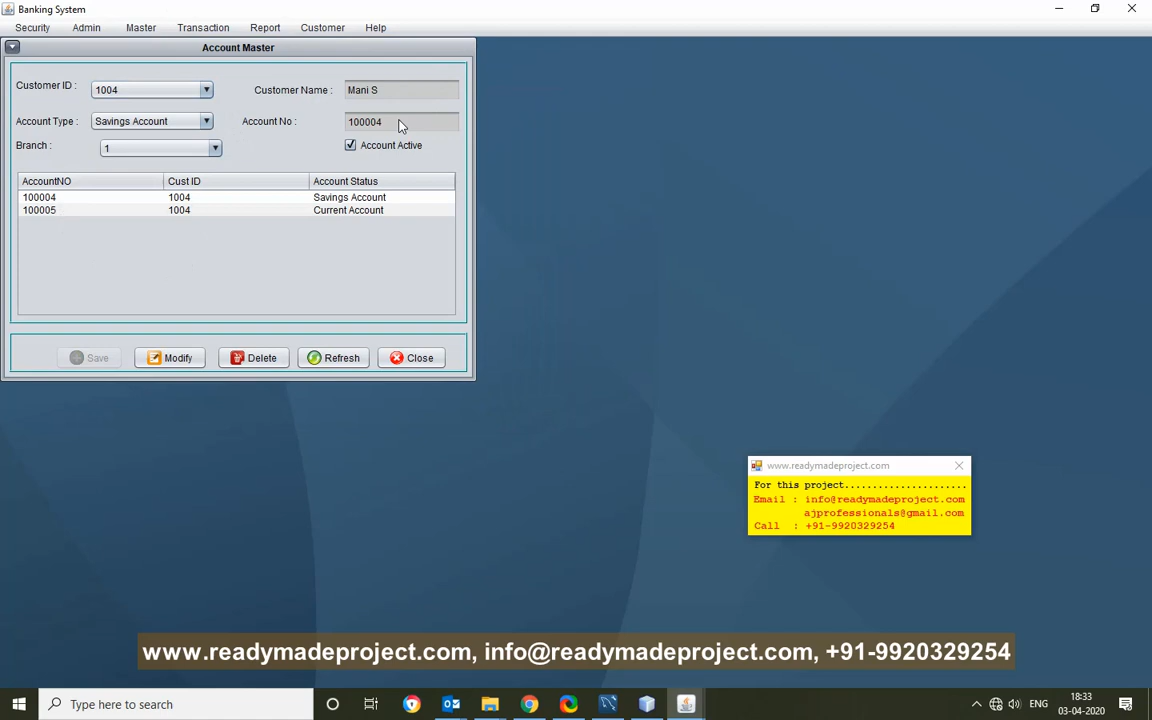 Banking System
Security Admin Master Transaction Report Customer Help
Account Master
Customer ID : 1004 Customer Name : Mani S
Account Type : Savings Account Account No : 100004
Branch : 1 Account Active
AccountNO Cust ID Account Status
100004 1004 Savings Account
100005 1004 Current Account
Save Modify Delete Refresh Close
www.readymadeproject.com
For this project......................
Email : info@readymadeproject.com
ajprofessionals@gmail.com
Call : +91-9920329254
www.readymadeproject.com, info@readymadeproject.com, +91-9920329254
Type here to search
ENG
18:33
03-04-2020